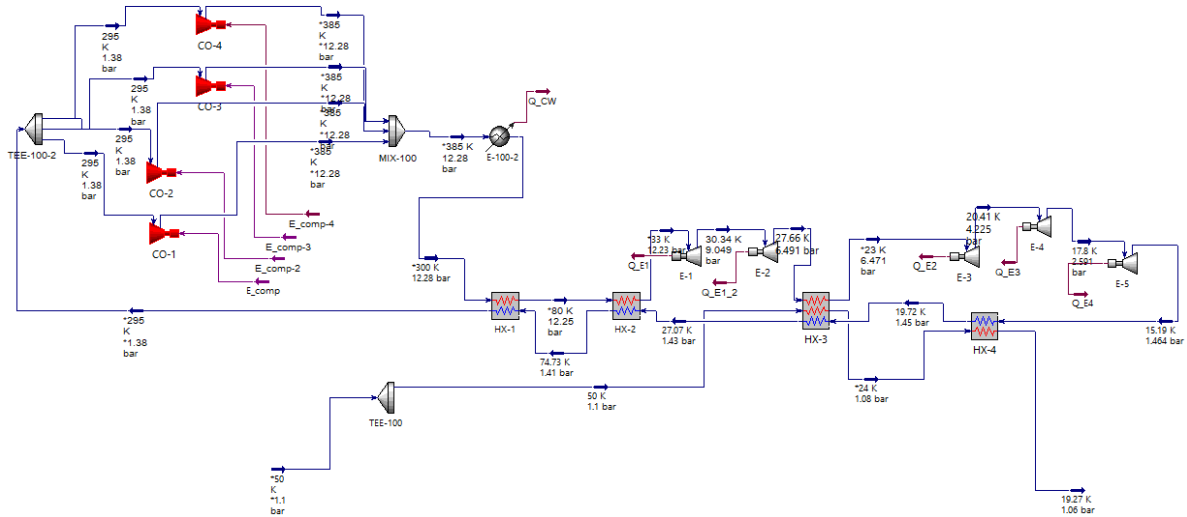 295
K
1.38
bar
CO-4
*385
K
*12.28
bar
295
K
1.38
bar
CO-3
*385
K
*12.28
bar
*385
K
*12.28
bar
Q_CW
TEE-100-2
295
K
1.38
bar
295
K
1.38
bar
CO-2
*385
K
*12.28
bar
MIX-100
*385 K
12.28
bar
E-100-2
CO-1
E_comp-4
E_comp-3
E_comp-2
E_comp
*300 K
12.28 bar
*33 K
12.23 bar
Q_E1
E-1
30.34 K
9.049
bar
E-2
Q_E1_2
27.66 K
6.491 bar
*23 K
6.471
bar
20.41 K
4.225
bar
Q_E2
E-3
E-4
Q_E3
17.8 K
2.591
bar
E-5
Q_E4
*295
K
*1.38
bar
HX-1
*80 K
12.25
bar
HX-2
74.73 K
1.41 bar
27.07 K
1.43 bar
HX-3
19.72 K
1.45 bar
HX-4
15.19 K
1.464 bar
TEE-100
50 K
1.1 bar
*24 K
1.08 bar
*50
K
*1.1
bar
19.27 K
1.06 bar